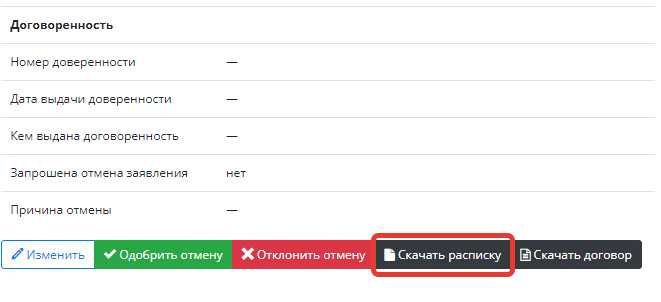 Договоренность
Номер доверенности —
Дата выдачи доверенности —
Кем выдана договоренность —
Запрошена отмена заявления нет
Причина отмены —
Изменить Одобрить отмену Отклонить отмену Скачать расписку Скачать договор